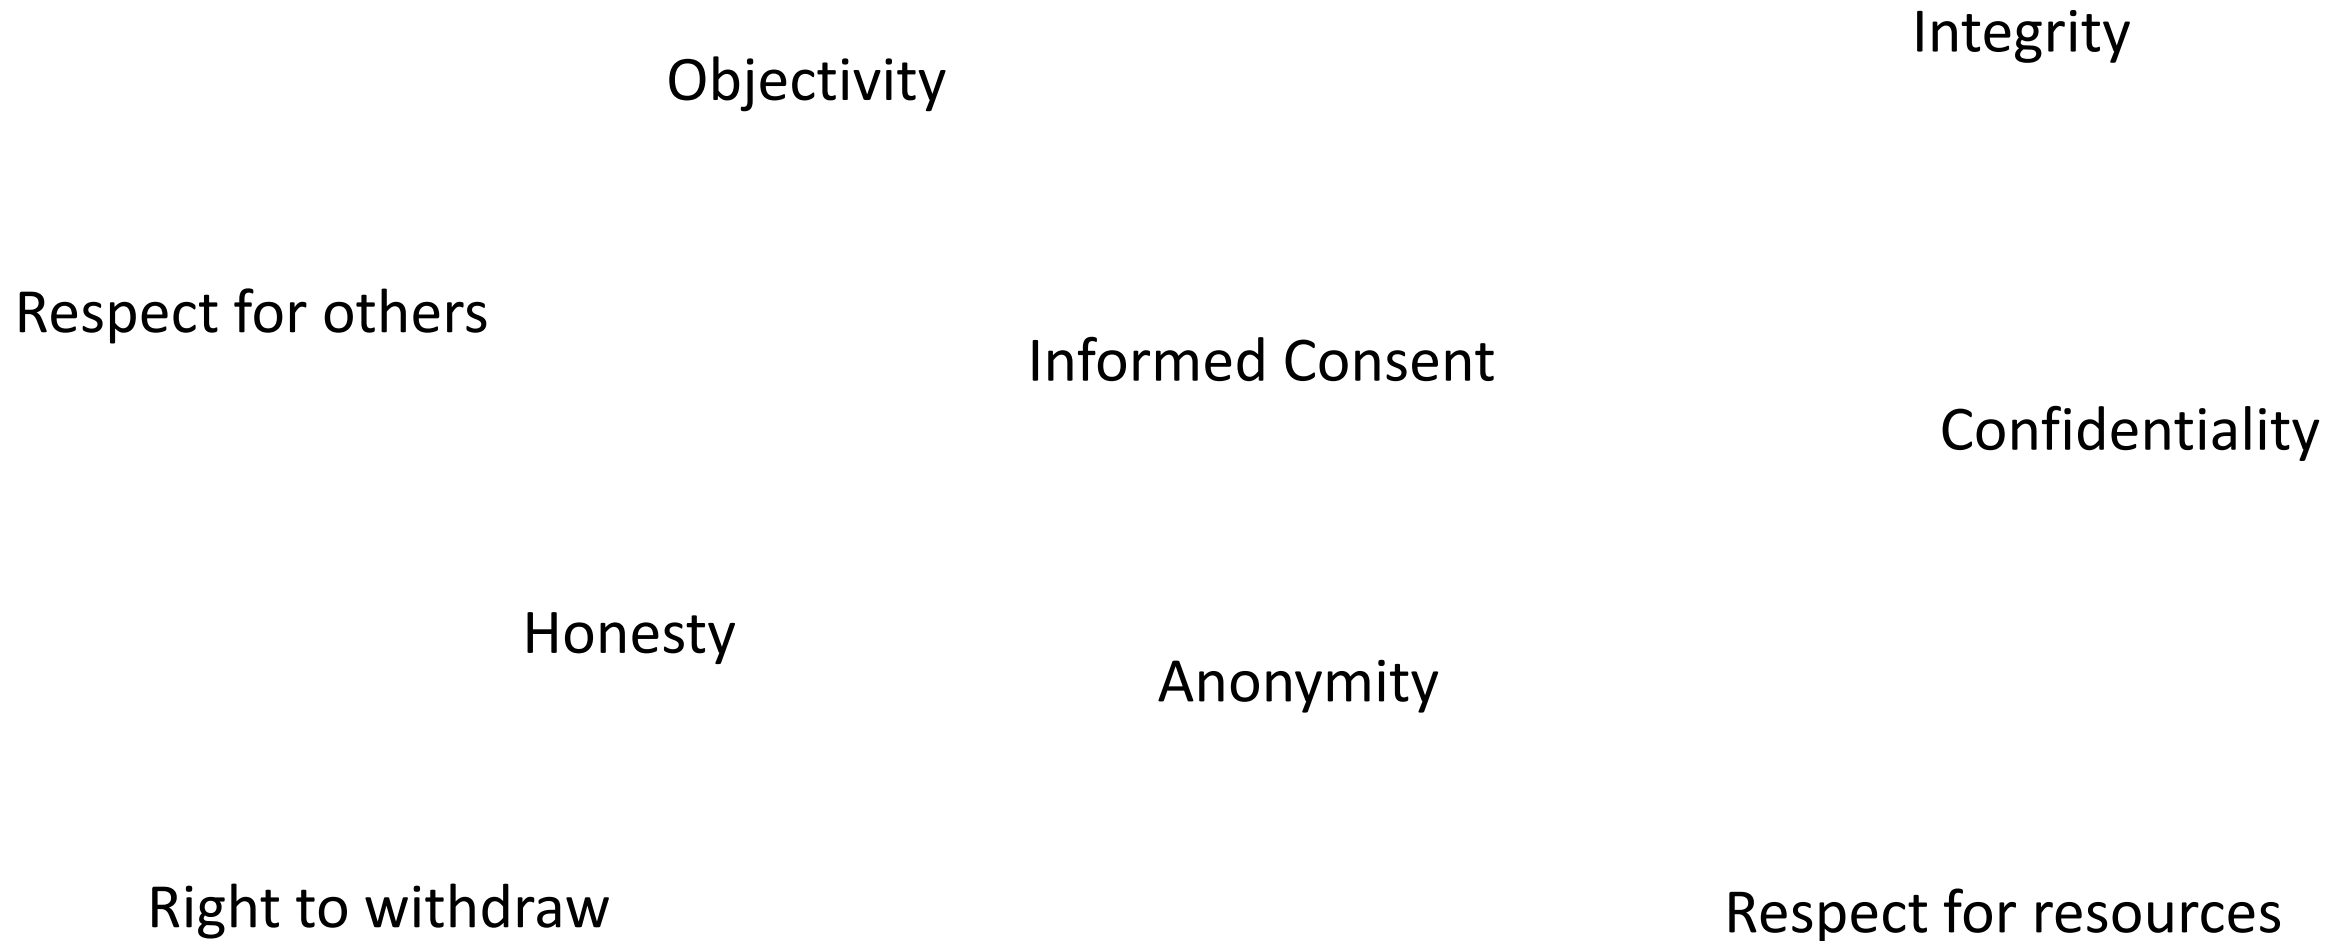 Integrity
Objectivity
Respect for others
Informed Consent
Confidentiality
Honesty
Anonymity
Right to withdraw
Respect for resources